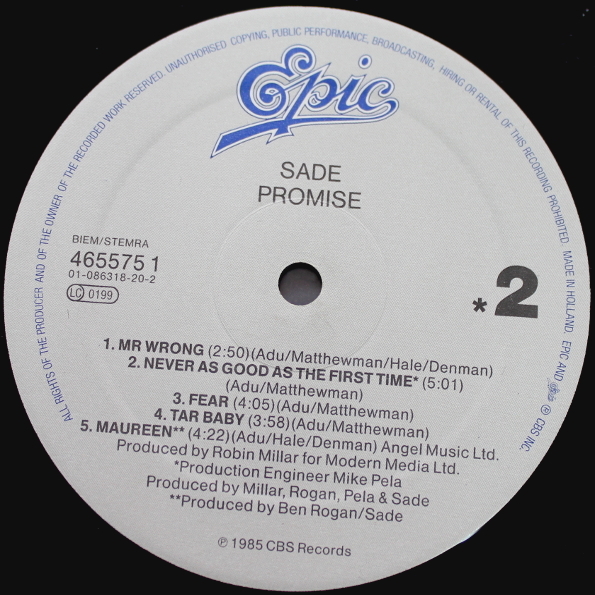 ALL RIGHTS OF THE PRODUCER AND OF THE OWNER OF THE RECORDED WORK RESERVED. UNAUTHORISED COPYING, PUBLIC PERFORMANCE, BROADCASTING, HIRING OR RENTAL OF THIS RECORDING PROHIBITED. MADE IN HOLLAND. EPIC AND
® CBS INC.
Epic
SADE
PROMISE
BIEM/STEMRA
465575 1
01-086318-20-2
LC 0199
*2
1. MR WRONG (2:50)(Adu/Matthewman/Hale/Denman)
2. NEVER AS GOOD AS THE FIRST TIME* (5:01)
(Adu/Matthewman)
3. FEAR (4:05)(Adu/Matthewman)
4. TAR BABY (3:58)(Adu/Matthewman)
5. MAUREEN** (4:22)(Adu/Hale/Denman) Angel Music Ltd.
Produced by Robin Millar for Modern Media Ltd.
*Production Engineer Mike Pela
Produced by Millar, Rogan, Pela & Sade
**Produced by Ben Rogan/Sade
℗ 1985 CBS Records